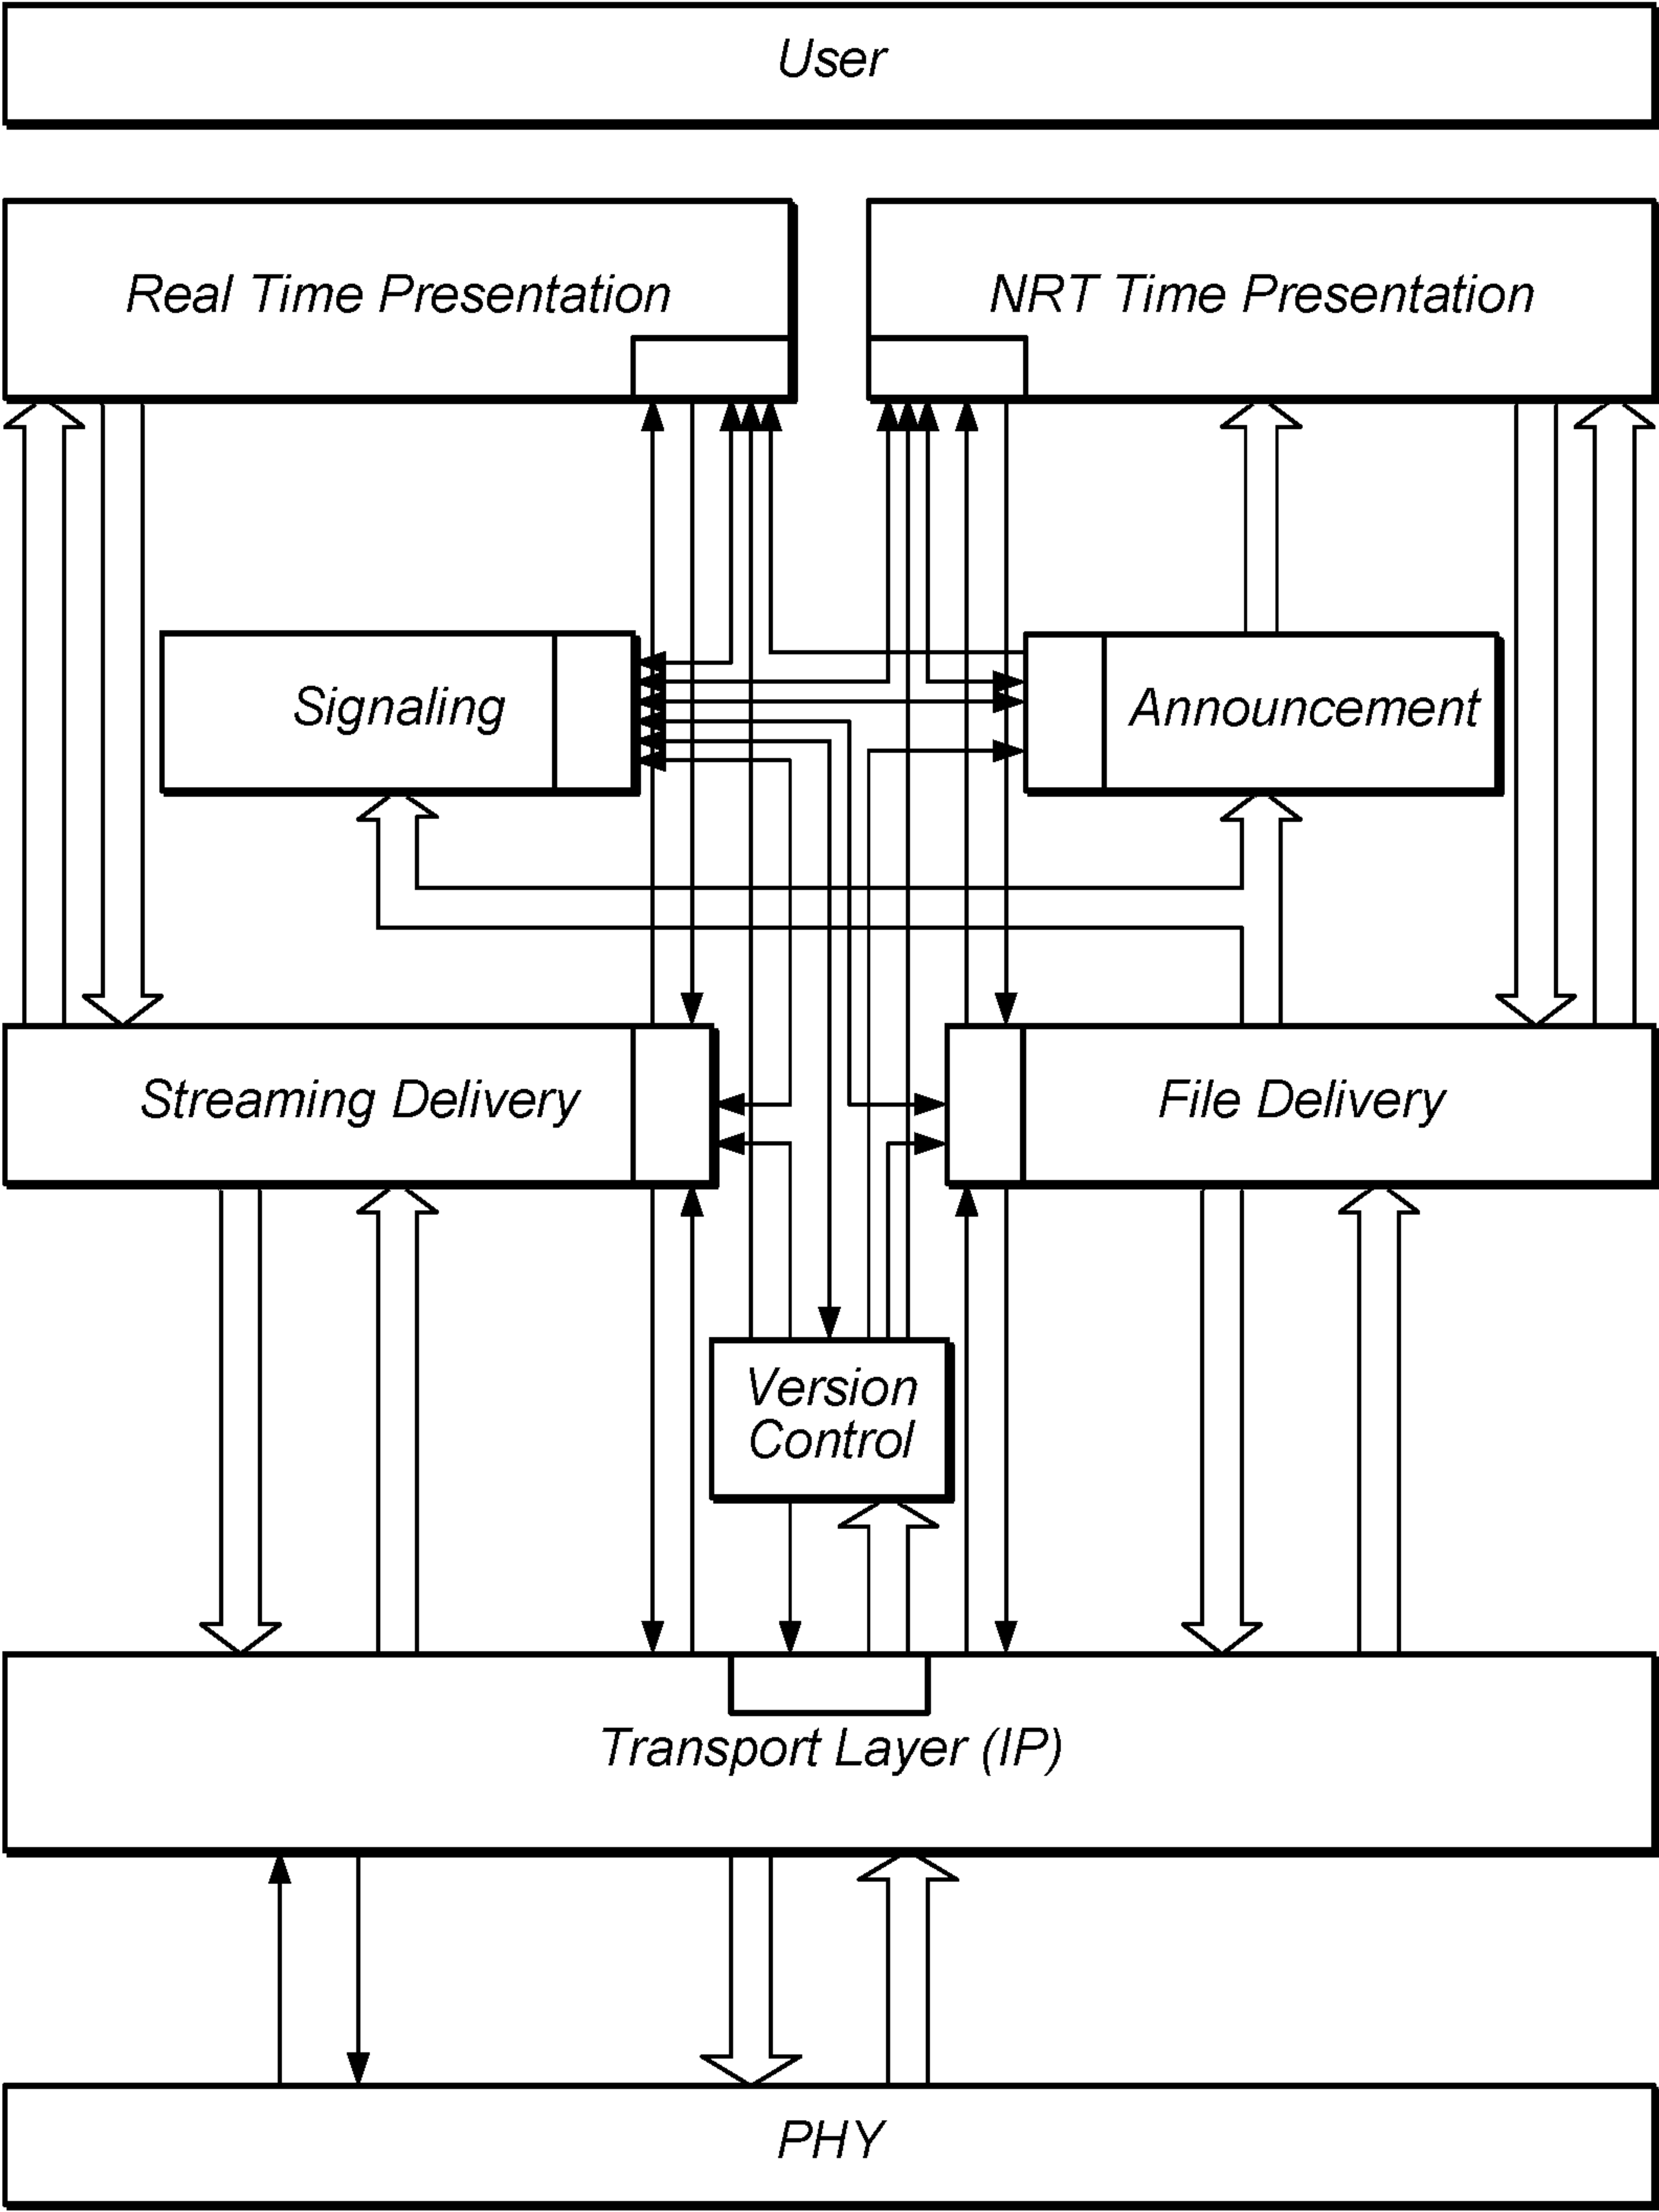 User
Real Time Presentation
NRT Time Presentation
Signaling
Announcement
Streaming Delivery
File Delivery
Version
Control
Transport Layer (IP)
PHY